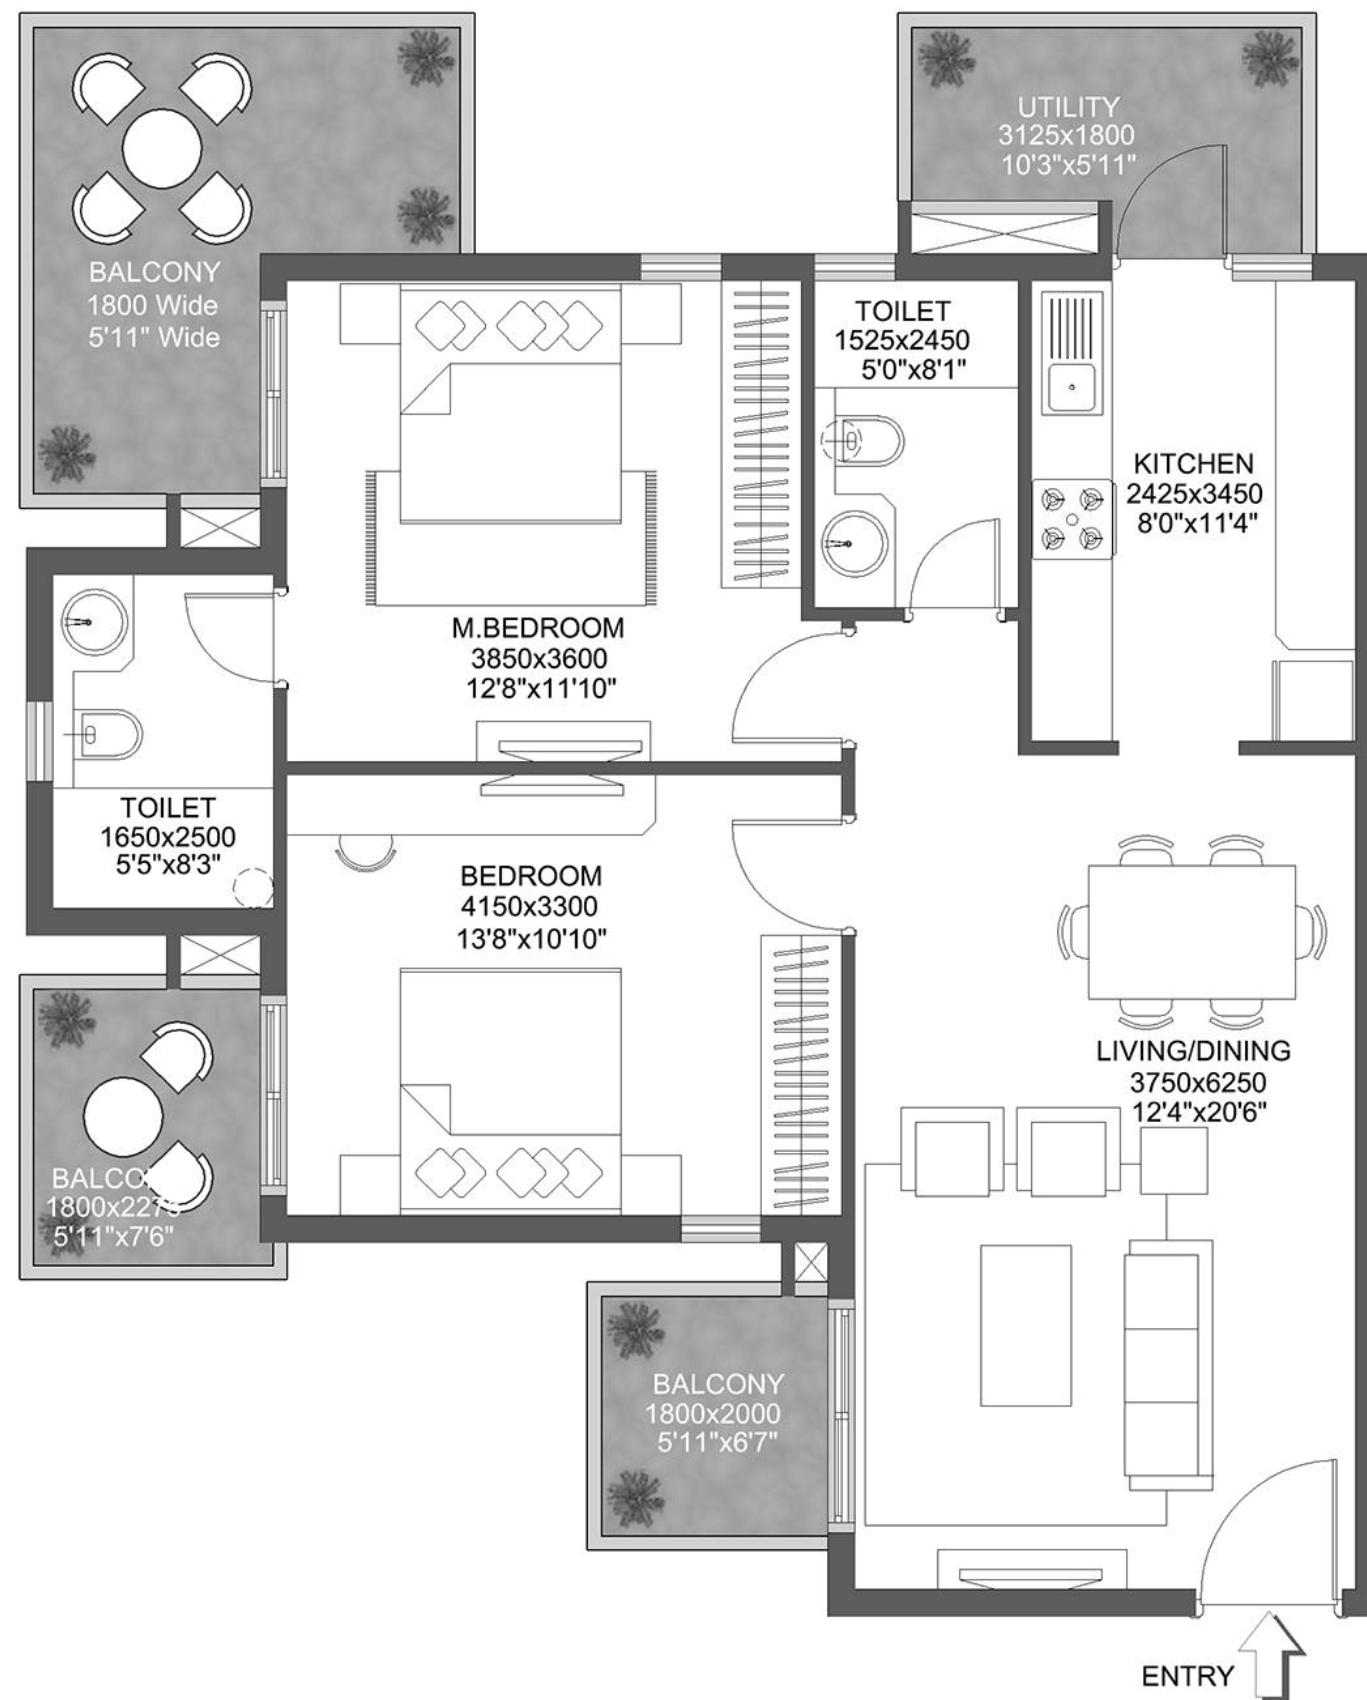 UTILITY
3125x1800
10'3"x5'11"
BALCONY
1800 Wide
5'11" Wide
TOILET
1525x2450
5'0"x8'1"
KITCHEN
2425x3450
8'0"x11'4"
M.BEDROOM
3850x3600
12'8"x11'10"
TOILET
1650x2500
5'5"x8'3"
BEDROOM
4150x3300
13'8"x10'10"
LIVING/DINING
3750x6250
12'4"x20'6"
BALCO
1800x2275
5'11"x7'6"
BALCONY
1800x2000
5'11"x6'7"
ENTRY